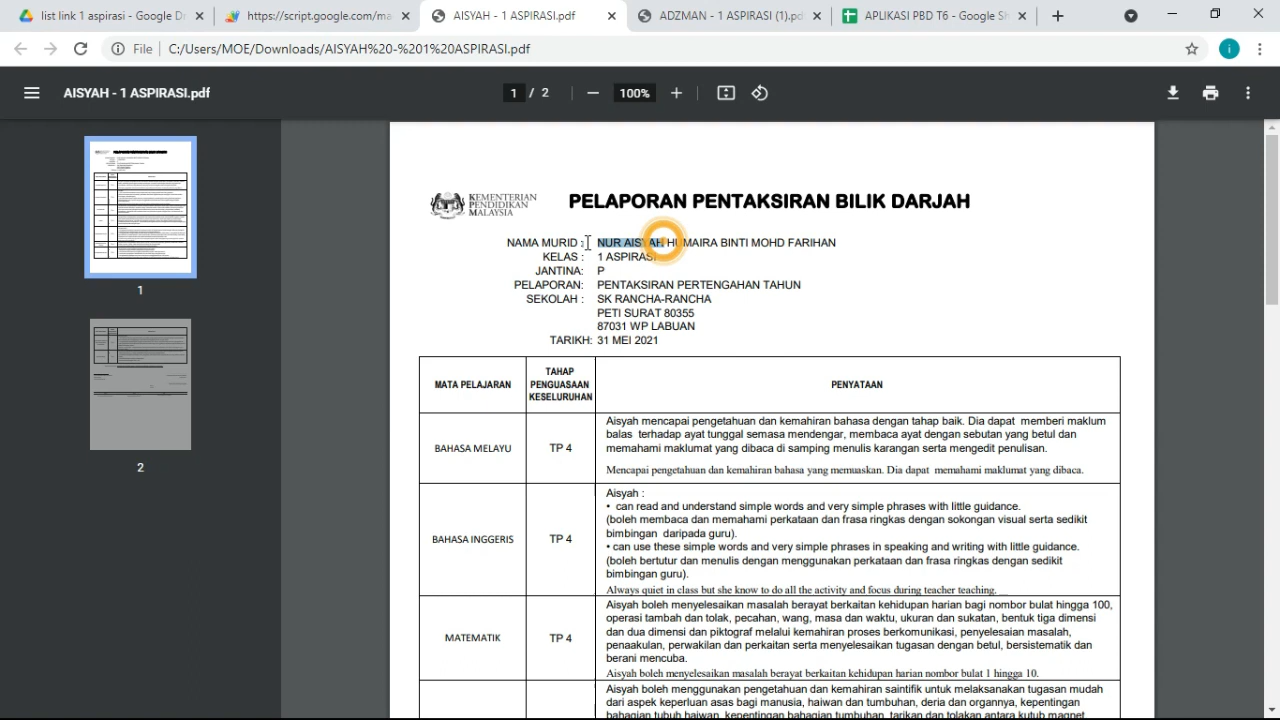 list link 1 aspirasi - Google Dr
https://script.google.com/ma
AISYAH - 1 ASPIRASI.pdf
ADZMAN - 1 ASPIRASI (1).pd
APLIKASI PBD T6 - Google Sh
File
C:/Users/MOE/Downloads/AISYAH%20-%201%20ASPIRASI.pdf
i
AISYAH - 1 ASPIRASI.pdf
1 / 2
100%
1
2
KEMENTERIAN
PENDIDIKAN
MALAYSIA
PELAPORAN PENTAKSIRAN BILIK DARJAH
NAMA MURID : NUR AISYAH HUMAIRA BINTI MOHD FARIHAN
KELAS : 1 ASPIRASI
JANTINA: P
PELAPORAN: PENTAKSIRAN PERTENGAHAN TAHUN
SEKOLAH : SK RANCHA-RANCHA
PETI SURAT 80355
87031 WP LABUAN
TARIKH: 31 MEI 2021
MATA PELAJARAN
TAHAP
PENGUASAAN
KESELURUHAN
PENYATAAN
BAHASA MELAYU
TP 4
Aisyah mencapai pengetahuan dan kemahiran bahasa dengan tahap baik. Dia dapat memberi maklum
balas terhadap ayat tunggal semasa mendengar, membaca ayat dengan sebutan yang betul dan
memahami maklumat yang dibaca di samping menulis karangan serta mengedit penulisan.
Mencapai pengetahuan dan kemahiran bahasa yang memuaskan. Dia dapat memahami maklumat yang dibaca.
BAHASA INGGERIS
TP 4
Aisyah :
• can read and understand simple words and very simple phrases with little guidance.
(boleh membaca dan memahami perkataan dan frasa ringkas dengan sokongan visual serta sedikit
bimbingan daripada guru).
• can use these simple words and very simple phrases in speaking and writing with little guidance.
(boleh bertutur dan menulis dengan menggunakan perkataan dan frasa ringkas dengan sedikit
bimbingan guru).
Always quiet in class but she know to do all the activity and focus during teacher teaching.
MATEMATIK
TP 4
Aisyah boleh menyelesaikan masalah berayat berkaitan kehidupan harian bagi nombor bulat hingga 100,
operasi tambah dan tolak, pecahan, wang, masa dan waktu, ukuran dan sukatan, bentuk tiga dimensi
dan dua dimensi dan piktograf melalui kemahiran proses berkomunikasi, penyelesaian masalah,
penaakulan, perwakilan dan perkaitan serta menyelesaikan tugasan dengan betul, bersistematik dan
berani mencuba.
Aisyah boleh menyelesaikan masalah berayat berkaitan kehidupan harian nombor bulat 1 hingga 10.
Aisyah boleh menggunakan pengetahuan dan kemahiran saintifik untuk melaksanakan tugasan mudah
dari aspek keperluan asas bagi manusia, haiwan dan tumbuhan, deria dan organnya, kepentingan
bahagian tubuh haiwan, kepentingan bahagian tumbuhan, tarikan dan tolakan antara kutub magnet